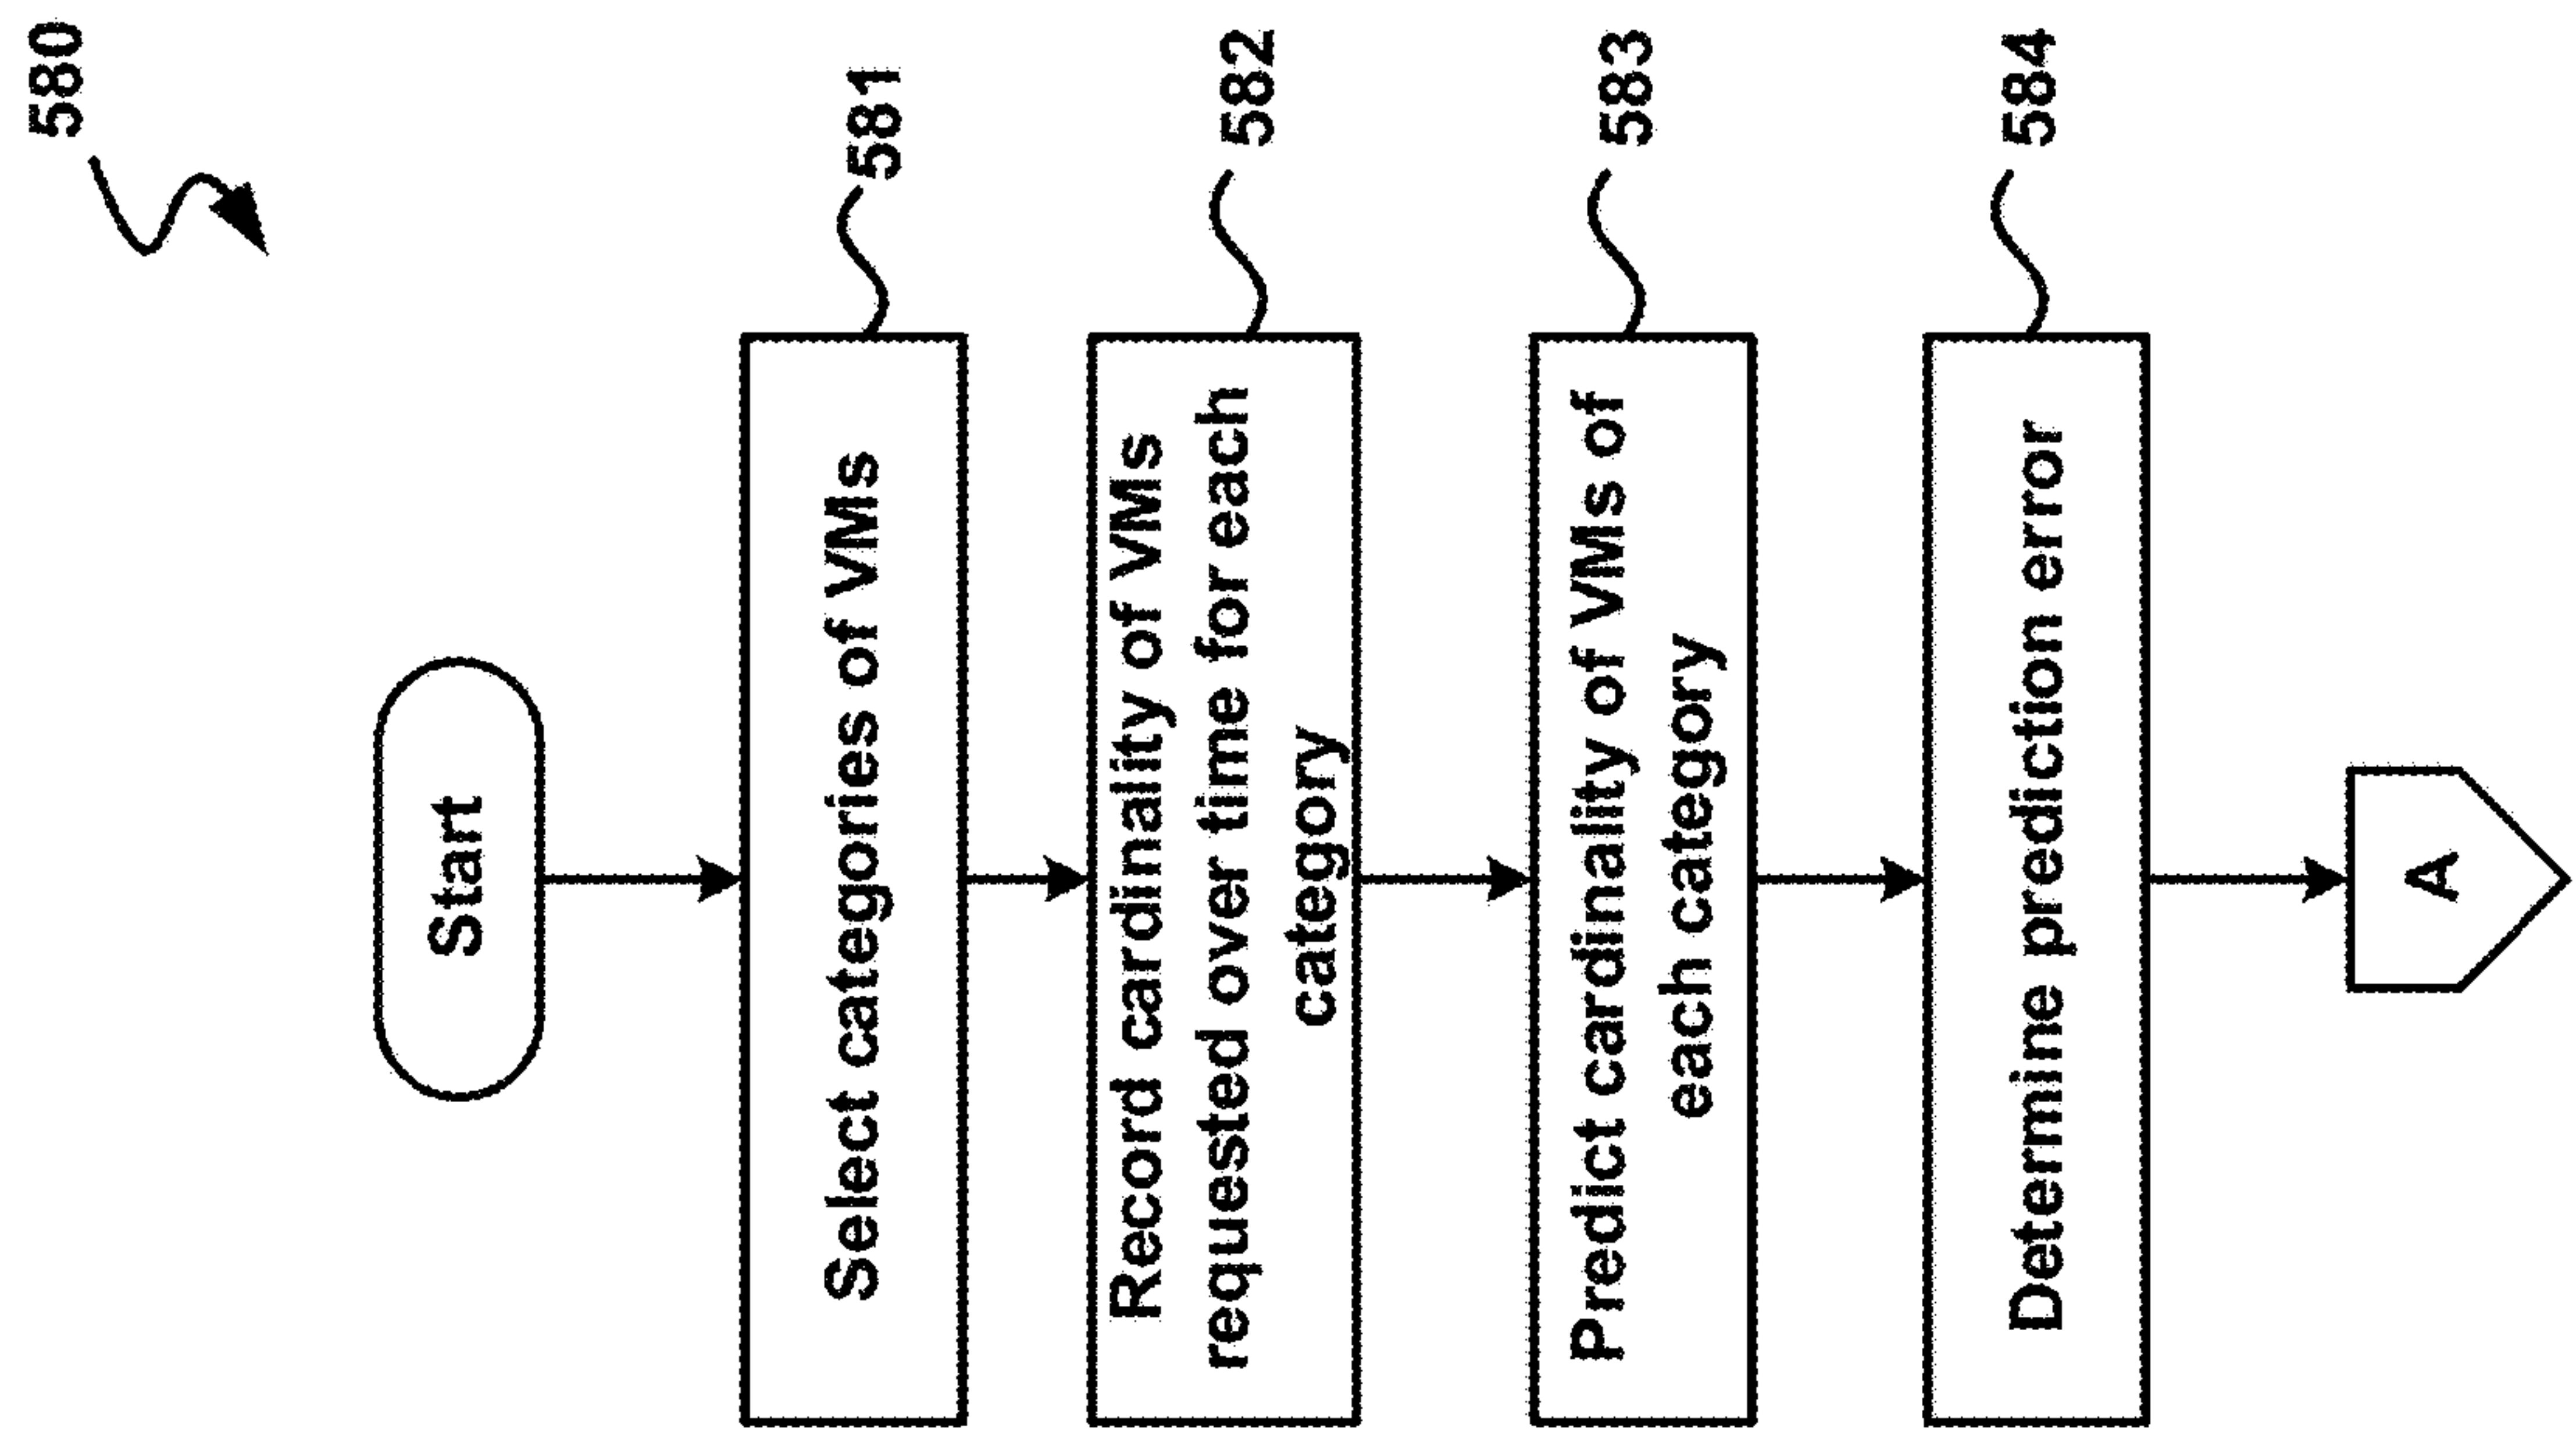 580
Start
Select categories of VMs
581
Record cardinality of VMs
requested over time for each
category
582
Predict cardinality of VMs of
each category
583
Determine prediction error
584
A